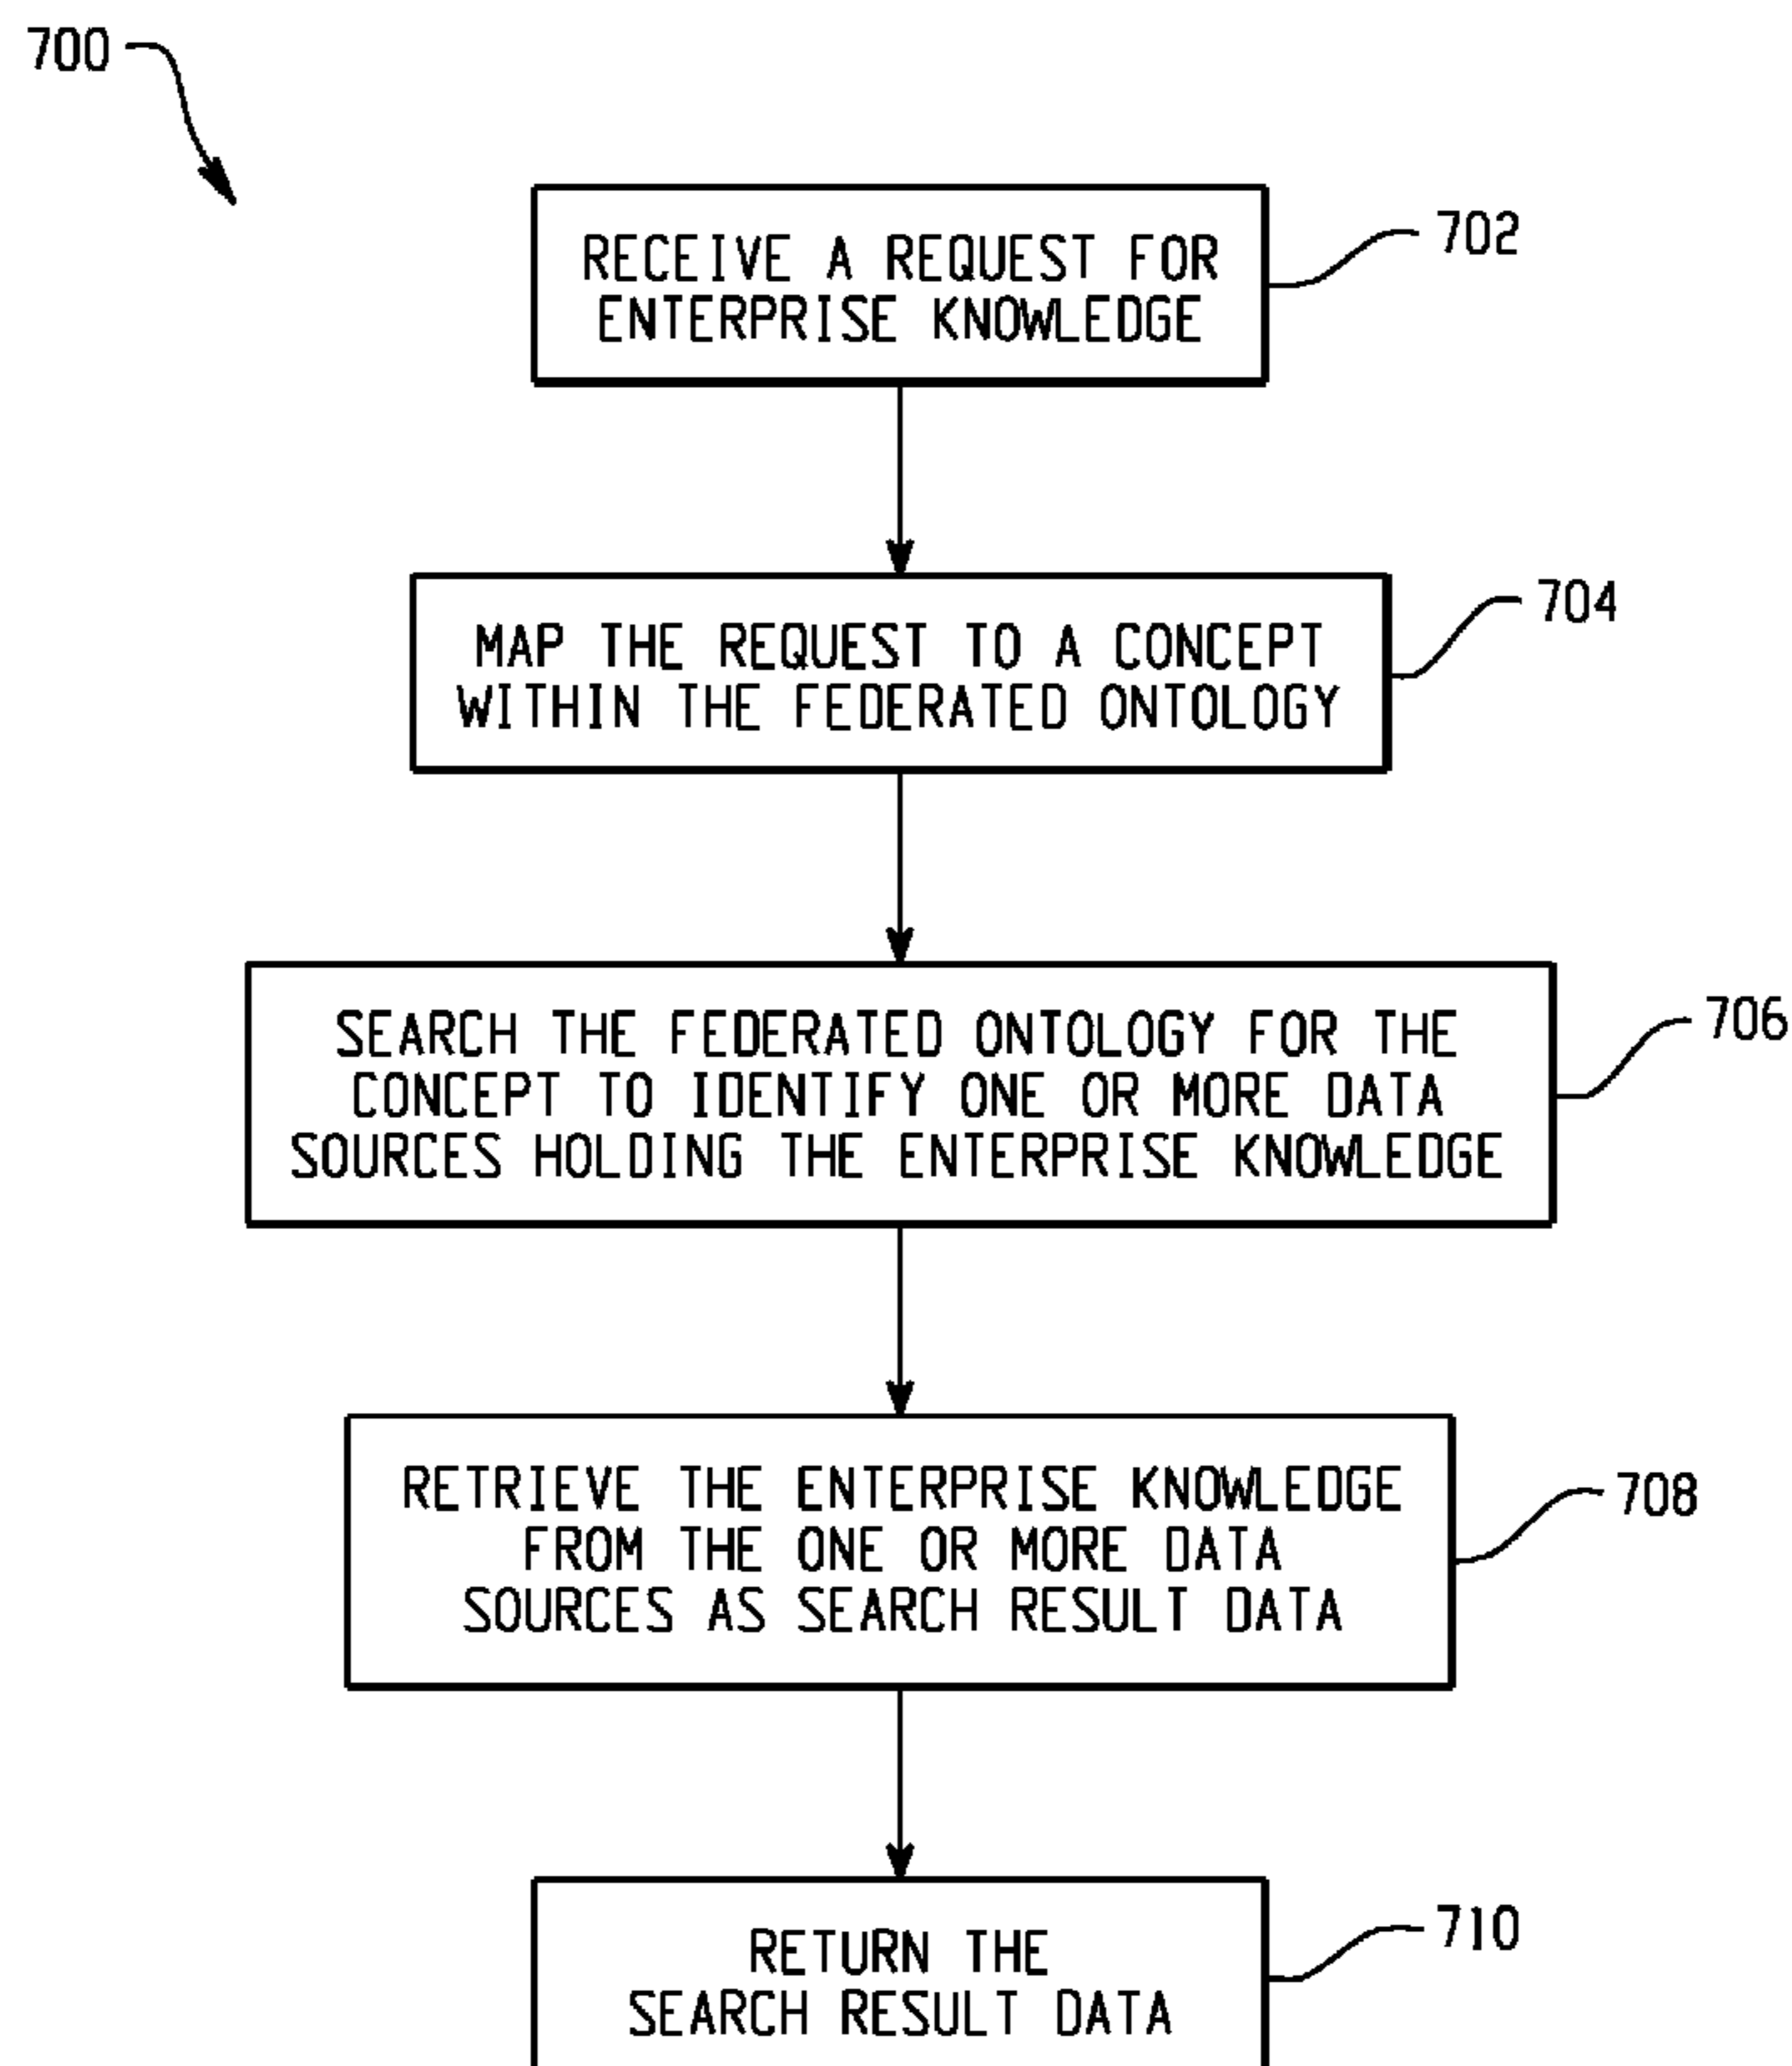 700
RECEIVE A REQUEST FOR
ENTERPRISE KNOWLEDGE
702
MAP THE REQUEST TO A CONCEPT
WITHIN THE FEDERATED ONTOLOGY
704
SEARCH THE FEDERATED ONTOLOGY FOR THE
CONCEPT TO IDENTIFY ONE OR MORE DATA
SOURCES HOLDING THE ENTERPRISE KNOWLEDGE
706
RETRIEVE THE ENTERPRISE KNOWLEDGE
FROM THE ONE OR MORE DATA
SOURCES AS SEARCH RESULT DATA
708
RETURN THE
SEARCH RESULT DATA
710